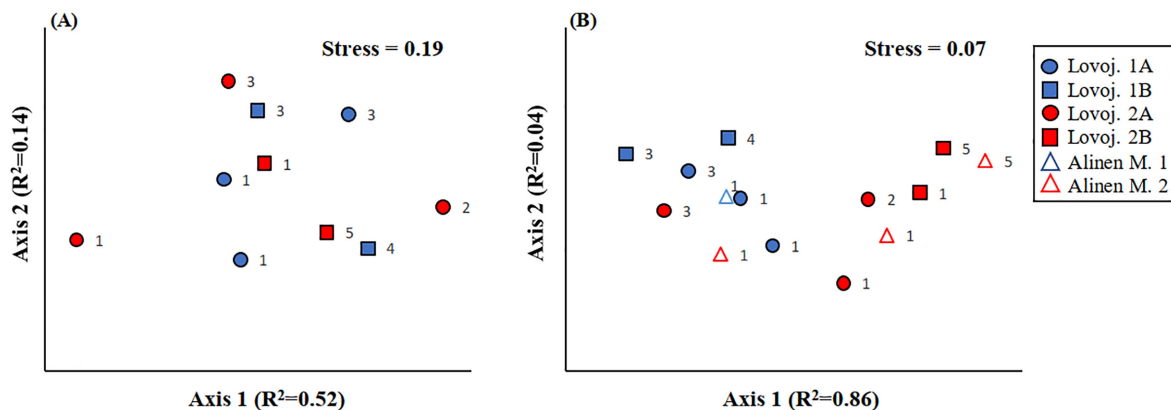 (A)
Stress = 0.19
3
3
3
1
1
2
1
5
4
1
Axis 2 (R²=0.14)
Axis 1 (R²=0.52)
(B)
Stress = 0.07
4
3
5
5
3
1
1
1
2
3
1
1
1
1
Axis 2 (R²=0.04)
Axis 1 (R²=0.86)
Lovoj. 1A
Lovoj. 1B
Lovoj. 2A
Lovoj. 2B
Alinen M. 1
Alinen M. 2